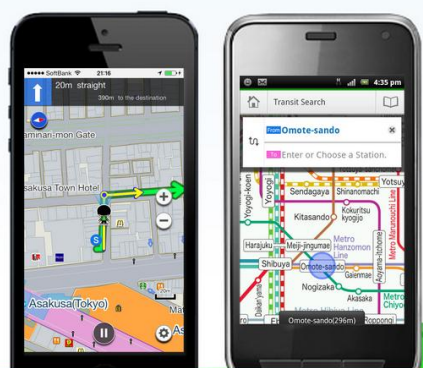 SoftBank
21:16
20m straight
390m to the destination
aminari-mon Gate
sakusa Town Hotel
S
20m
Asakusa(Tokyo)
4:35 pm
Transit Search
From Omote-sando
To Enter or Choose a Station.
Yoyogi-koen
Yoyogi
Sendagaya
Shinanomachi
Yotsuy
Kitasando
Kokuritsu
kyogijo
Metro Marunouchi Line
Harajuku
Meiji-jingumae
Metro
Hanzomon
Line
Aoyama-itchome
Shibuya
Omote-sando
Gaienmae
Nogizaka
Akasaka
Metro
Chiyo
Daikan'yama
Omote-sando(296m)
Roppongi